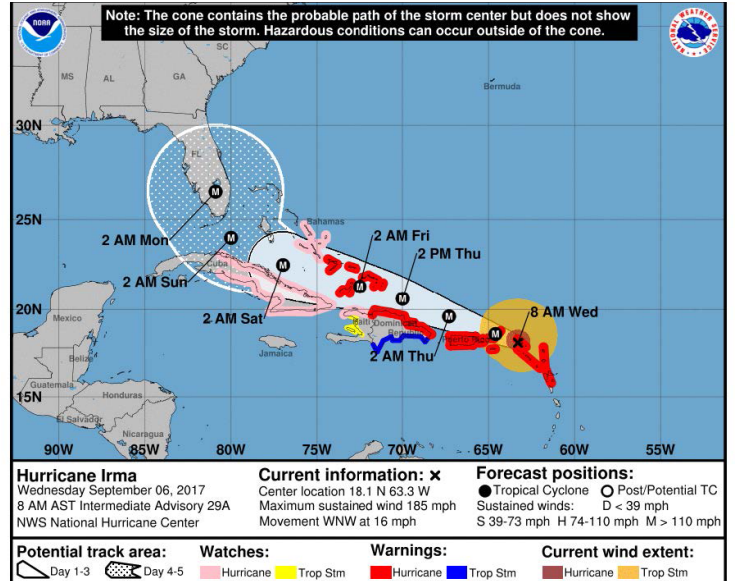 Note: The cone contains the probable path of the storm center but does not show
the size of the storm. Hazardous conditions can occur outside of the cone.
NOAA
NATIONAL WEATHER SERVICE
SC
MS
AL
GA
Bermuda
30N
FL
25N
Bahamas
2 AM Mon
2 AM Fri
2 PM Thu
Cuba
2 AM Sun
8 AM Wed
20N
2 AM Sat
Mexico
Haiti
Dominican
Republic
Puerto Rico
2 AM Thu
Jamaica
Belize
Guatemala
Honduras
15N
El Salvador
Nicaragua
90W
85W
80W
75W
70W
65W
60W
55W
M
M
M
M
M
M
M
Hurricane Irma
Wednesday September 06, 2017
8 AM AST Intermediate Advisory 29A
NWS National Hurricane Center
Current information: ×
Center location 18.1 N 63.3 W
Maximum sustained wind 185 mph
Movement WNW at 16 mph
Forecast positions:
Tropical Cyclone Post/Potential TC
Sustained winds: D < 39 mph
S 39-73 mph H 74-110 mph M > 110 mph
Potential track area:
Day 1-3 Day 4-5
Watches:
Hurricane Trop Stm
Warnings:
Hurricane Trop Stm
Current wind extent:
Hurricane Trop Stm